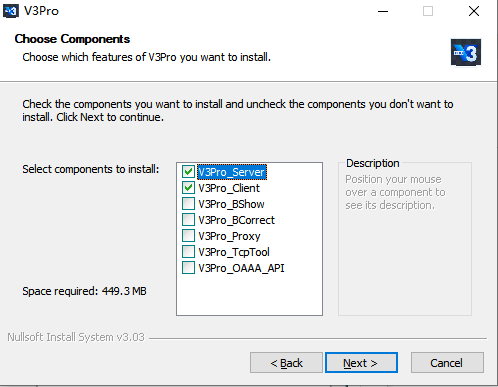 V3Pro
Choose Components
Choose which features of V3Pro you want to install.
Check the components you want to install and uncheck the components you don't want to
install. Click Next to continue.
Select components to install:
V3Pro_Server
V3Pro_Client
V3Pro_BShow
V3Pro_BCorrect
V3Pro_Proxy
V3Pro_TcpTool
V3Pro_OAAA_API
Description
Position your mouse
over a component to
see its description.
Space required: 449.3 MB
Nullsoft Install System v3.03
< Back
Next >
Cancel